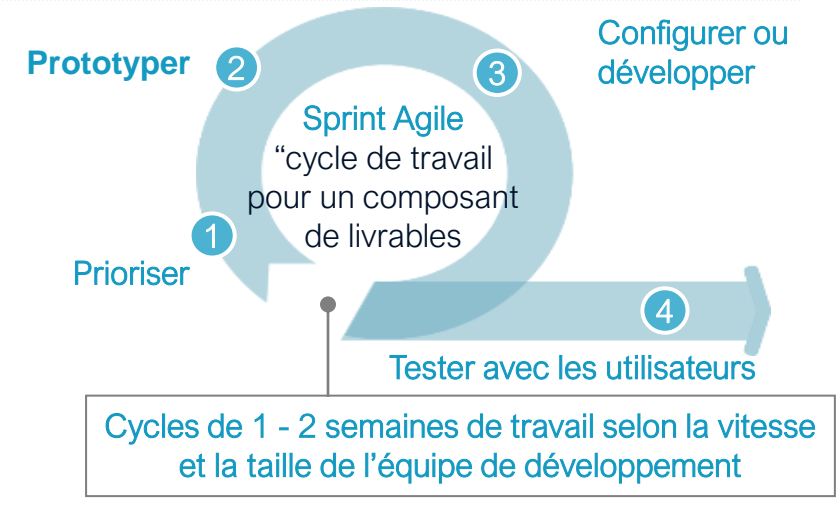 Prototyper
2
3
Configurer ou
développer
Sprint Agile
“cycle de travail
pour un composant
de livrables
1
Prioriser
4
Tester avec les utilisateurs
Cycles de 1 - 2 semaines de travail selon la vitesse
et la taille de l’équipe de développement